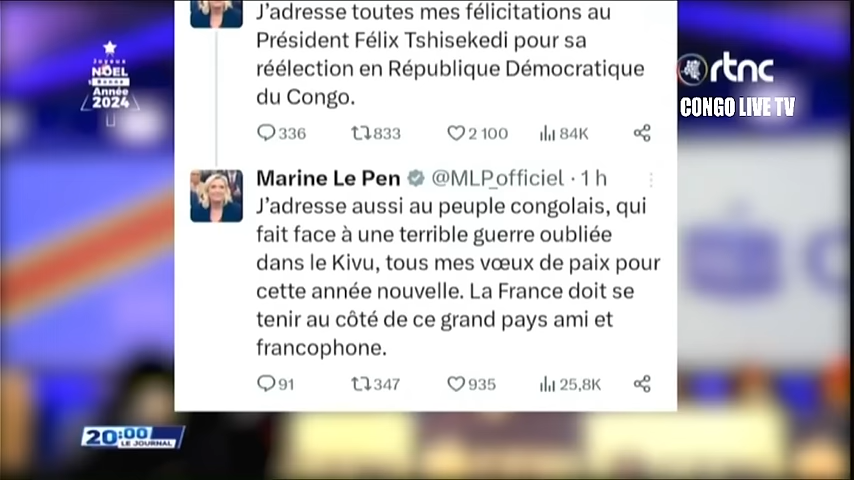 J'adresse toutes mes félicitations au
Président Félix Tshisekedi pour sa
réélection en République Démocratique
du Congo.
336 833 2 100 84K
Marine Le Pen @MLP_officiel · 1 h
J'adresse aussi au peuple congolais, qui
fait face à une terrible guerre oubliée
dans le Kivu, tous mes vœux de paix pour
cette année nouvelle. La France doit se
tenir au côté de ce grand pays ami et
francophone.
91 347 935 25,8K
Joyeux
NOËL
Bonne
Année
2024
rtnc
CONGO LIVE TV
20:00
LE JOURNAL